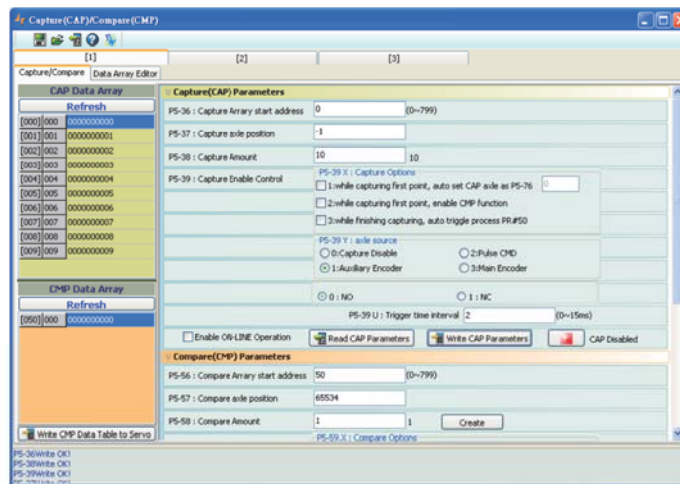 Capture(CAP)/Compare(CMP)
[1] [2] [3]
Capture/Compare Data Array Editor
CAP Data Array
Refresh
[000] 000 0000000000
[001] 001 0000000001
[002] 002 0000000002
[003] 003 0000000003
[004] 004 0000000004
[005] 005 0000000005
[006] 006 0000000006
[007] 007 0000000007
[008] 008 0000000008
[009] 009 0000000009
CMP Data Array
Refresh
[050] 000 0000000000
Write CMP Data Table to Servo
Capture(CAP) Parameters
P5-36 : Capture Arrary start address 0 (0~799)
P5-37 : Capture axle position -1
P5-38 : Capture Amount 10 10
P5-39 : Capture Enable Control
P5-39 X : Capture Options
1:while capturing first point, auto set CAP axle as P5-76 0
2:while capturing first point, enable CMP function
3:while finishing capturing, auto triggle process PR#50
P5-39 Y : axle source
0:Capture Disable 2:Pulse CMD
1:Auxiliary Encoder 3:Main Encoder
0 : NO 1 : NC
P5-39 U : Trigger time interval 2 (0~15ms)
Enable ON-LINE Operation Read CAP Parameters Write CAP Parameters CAP Disabled
Compare(CMP) Parameters
P5-56 : Compare Arrary start address 50 (0~799)
P5-57 : Compare axle position 65534
P5-58 : Compare Amount 1 1 Create
P5-59.X : Compare Options
P5-36Write OK!
P5-38Write OK!
P5-39Write OK!
P5-37Write OK!